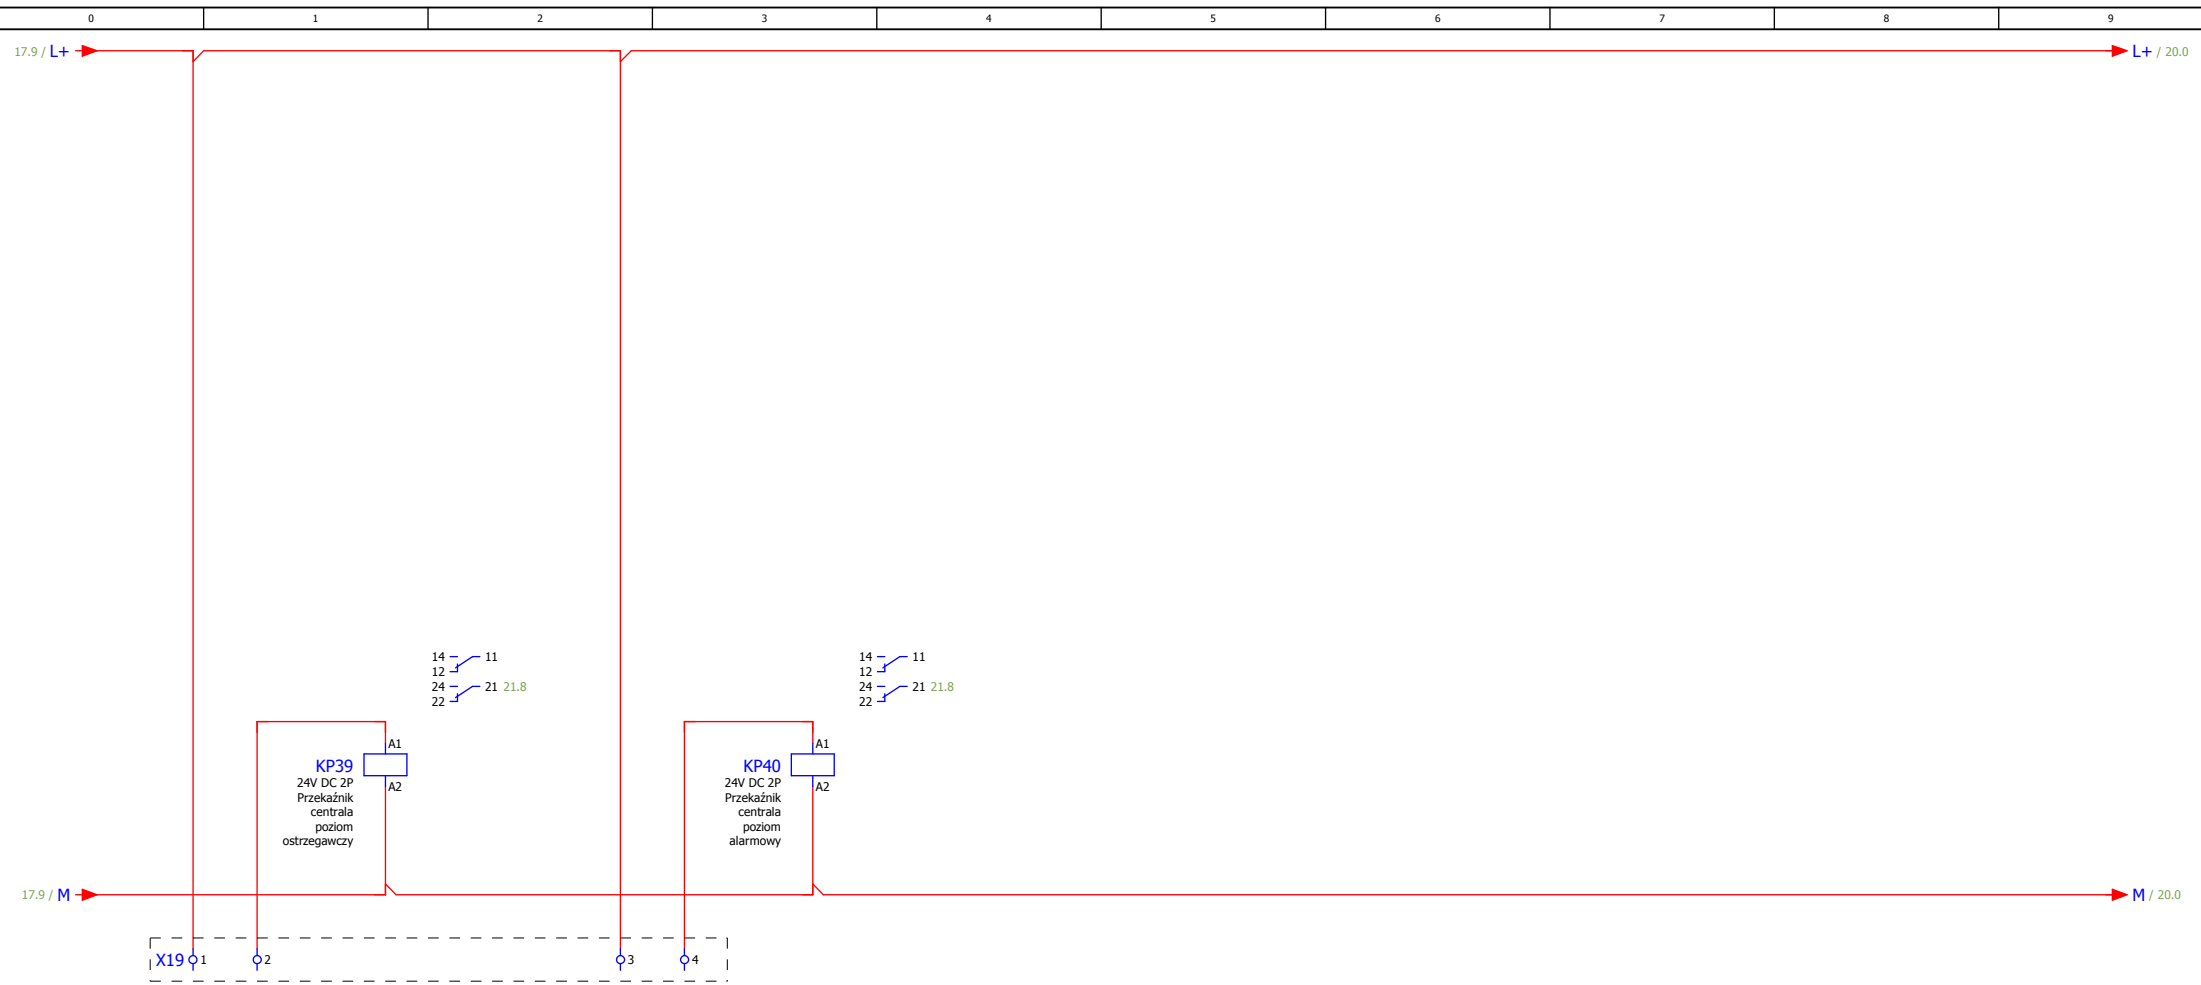 0 1 2 3 4 5 6 7 8 9
17.9 / L+ L+ / 20.0
14 11
12
24 21 21.8
22
14 11
12
24 21 21.8
22
A1
KP39
24V DC 2P
A2
Przekaźnik
centrala
poziom
ostrzegawczy
A1
KP40
24V DC 2P
A2
Przekaźnik
centrala
poziom
alarmowy
17.9 / M M / 20.0
X19 1 2 3 4